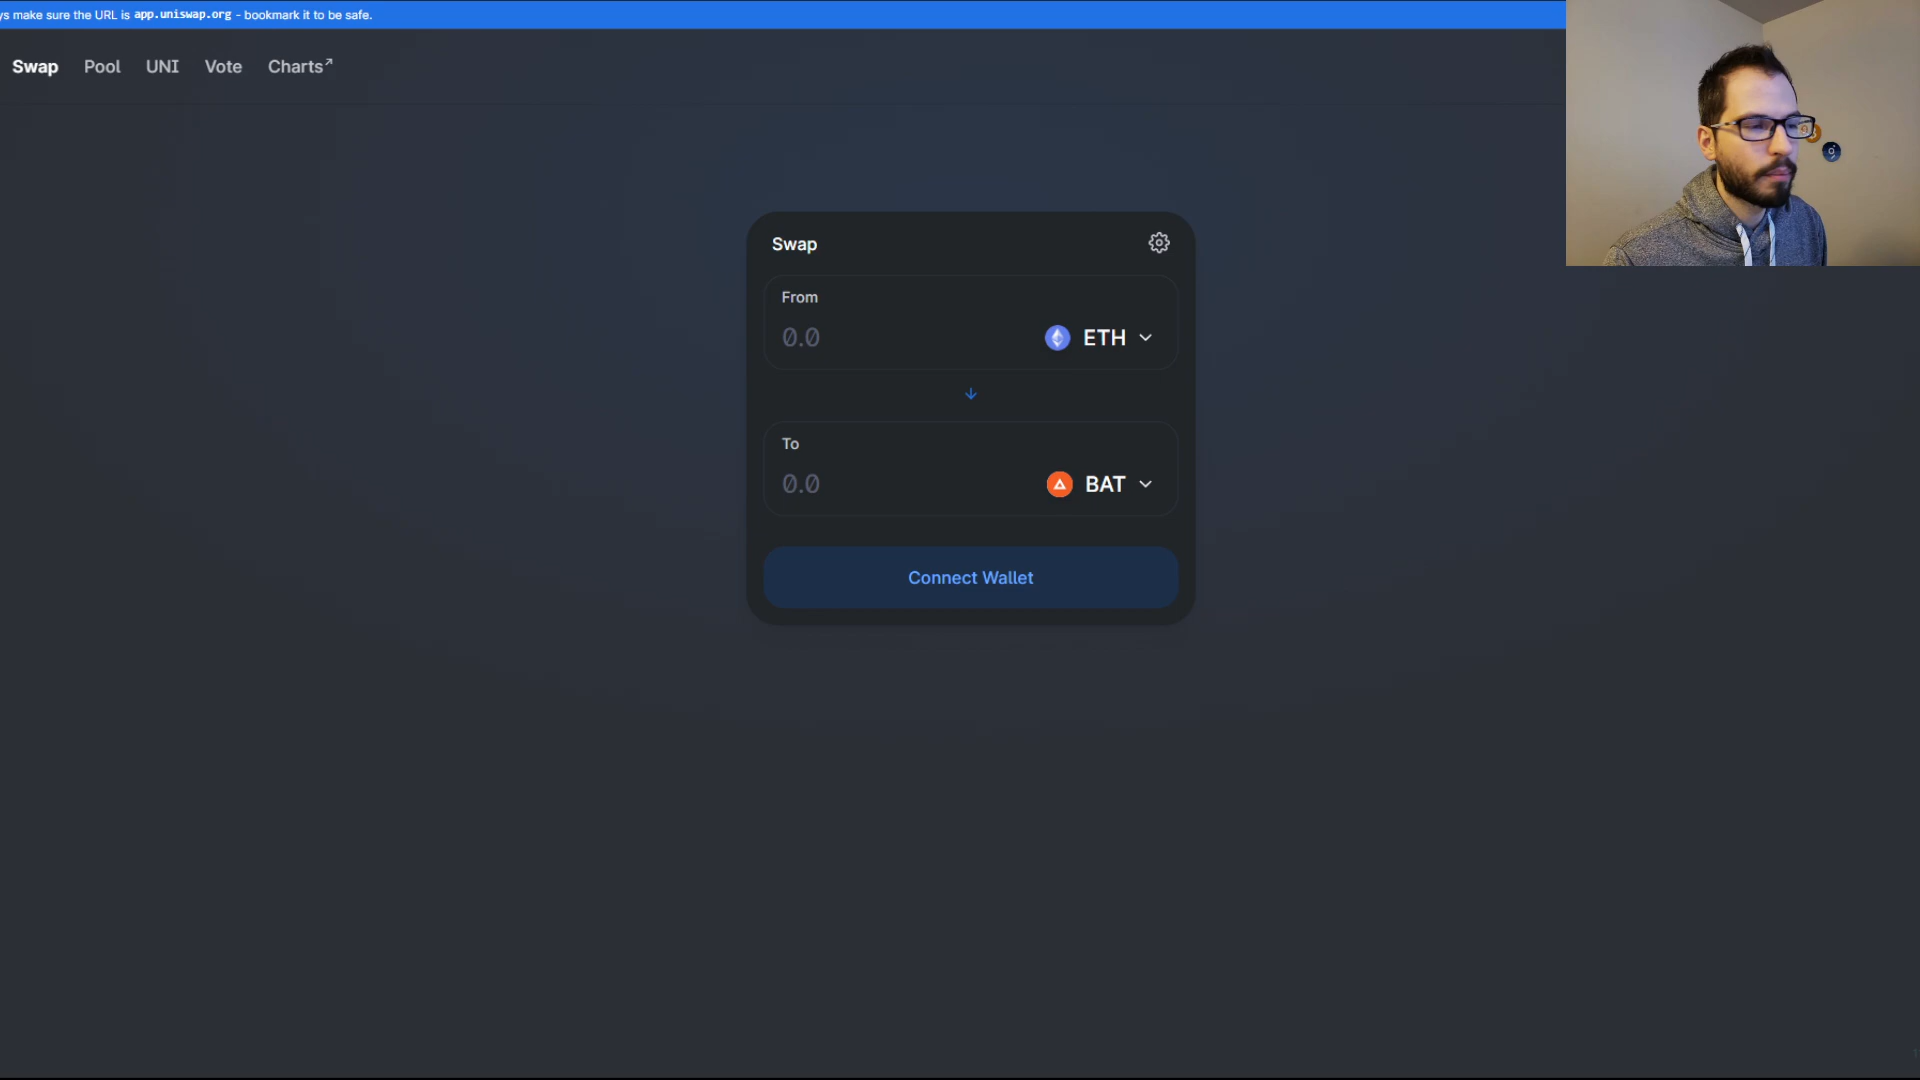 make sure the URL is app.uniswap.org - bookmark it to be safe.
Swap Pool UNI Vote Charts↗
Swap
From
0.0 ETH
To
0.0 BAT
Connect Wallet